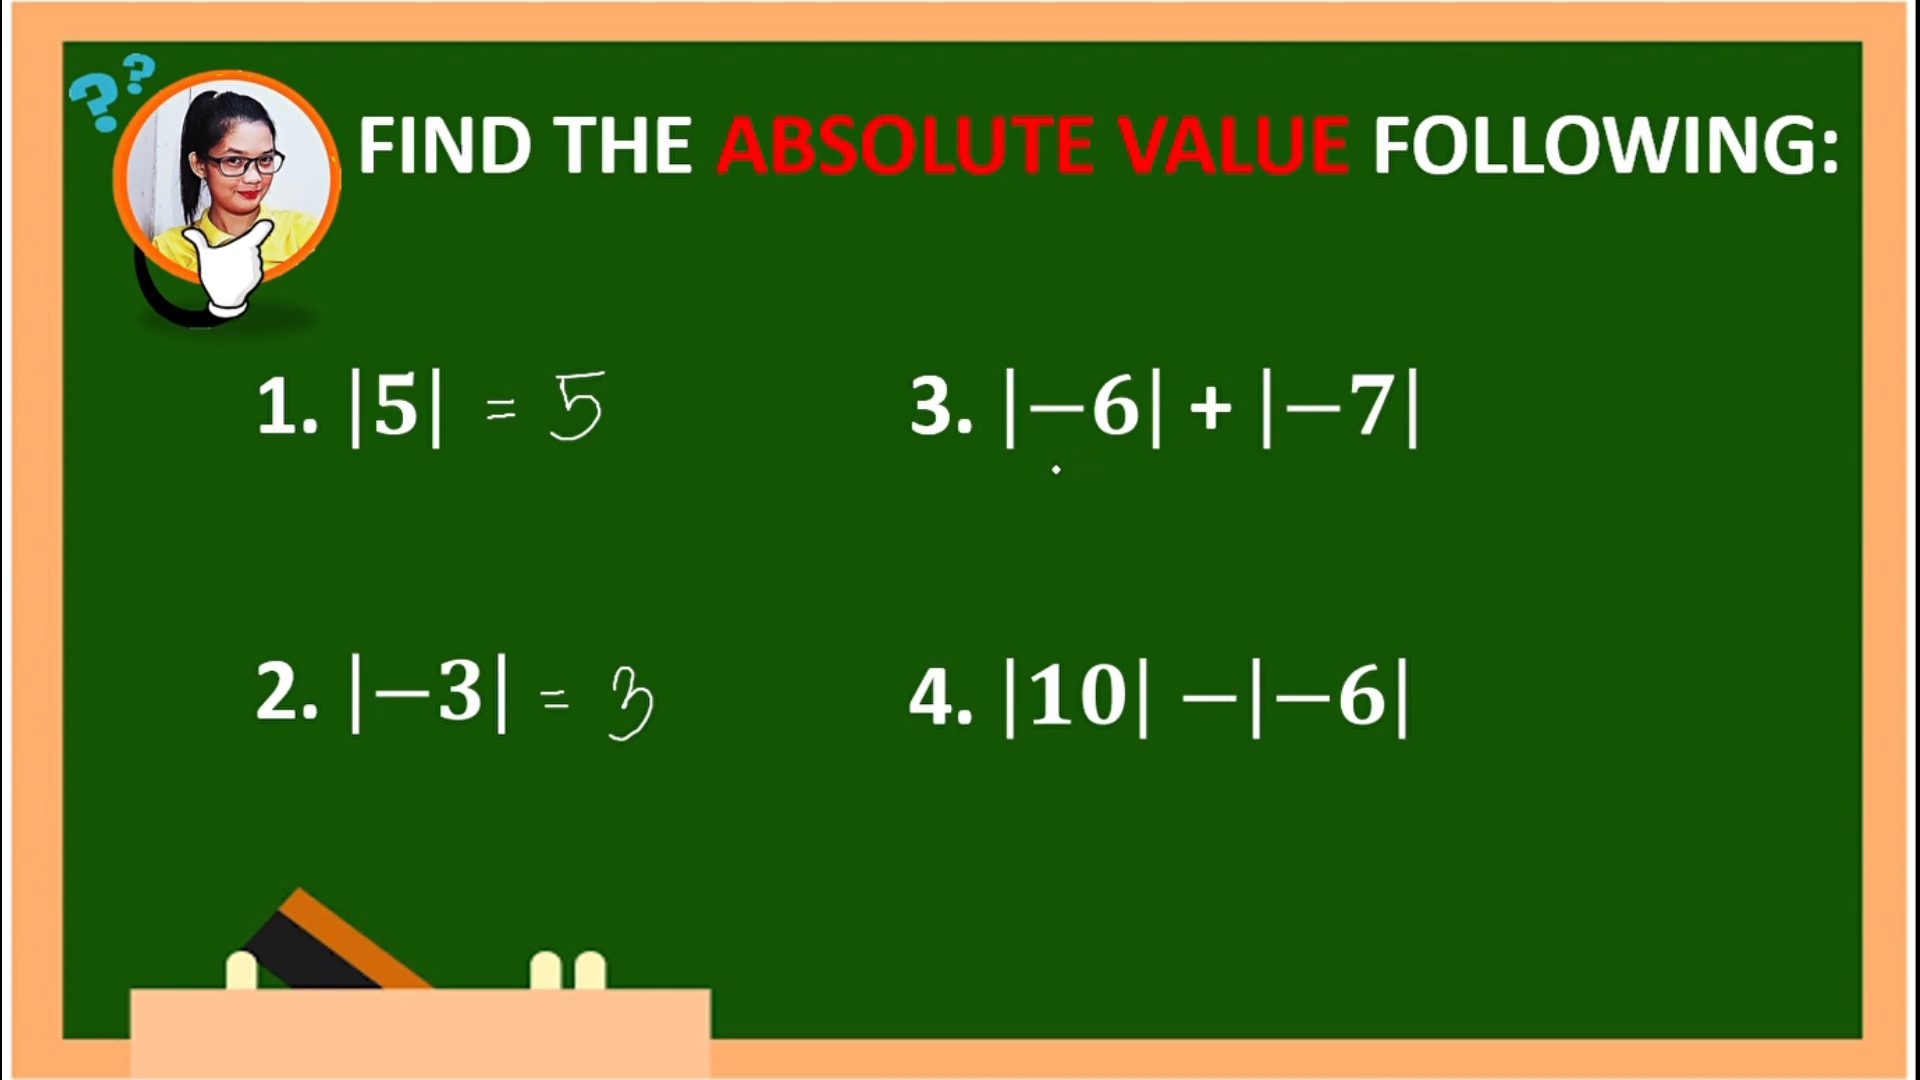 ? ?
FIND THE ABSOLUTE VALUE FOLLOWING:
1. |5| = 5
3. |−6| + |−7|
2. |−3| = 3
4. |10| −|−6|